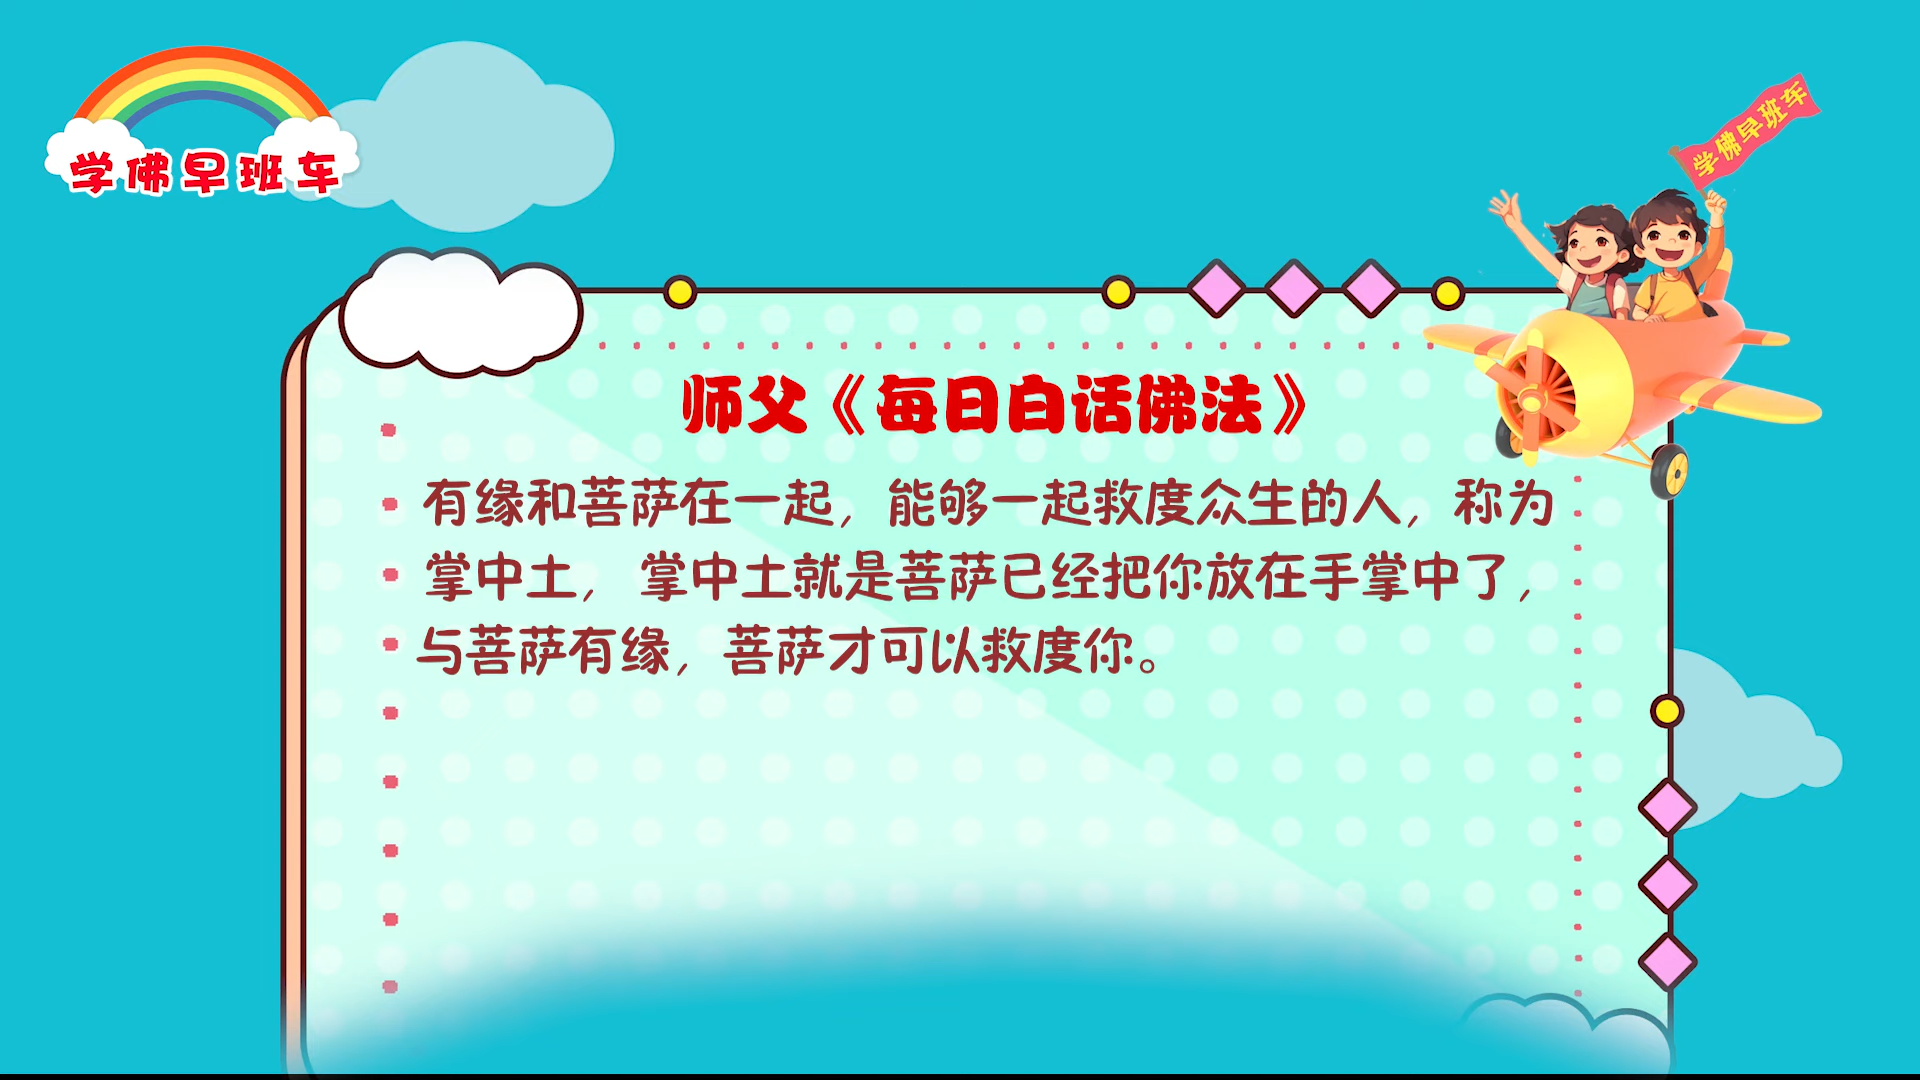 学佛早班车
学佛早班车
师父《每日白话佛法》
有缘和菩萨在一起，能够一起救度众生的人，称为
掌中土， 掌中土就是菩萨已经把你放在手掌中了，
与菩萨有缘，菩萨才可以救度你。